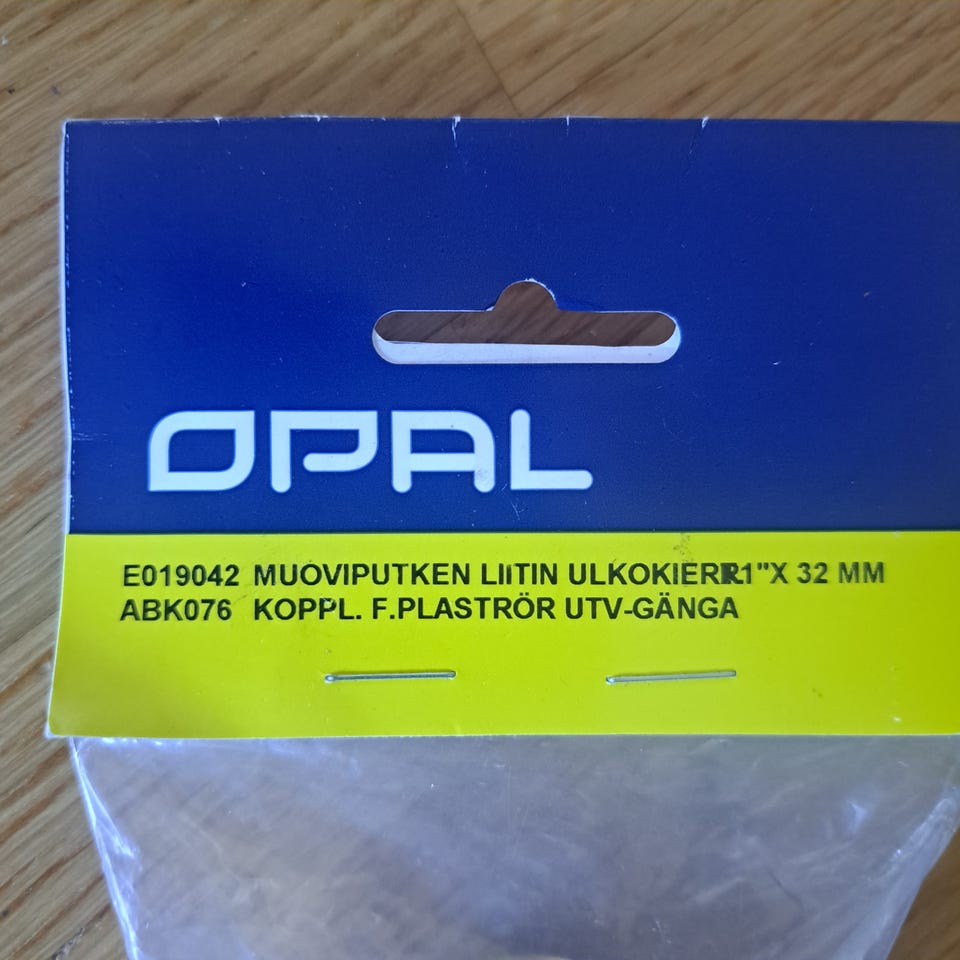 OPAL
E019042 MUOVIPUTKEN LIITIN ULKOKIERR1"X 32 MM
ABK076 KOPPL. F.PLASTRÖR UTV-GÄNGA